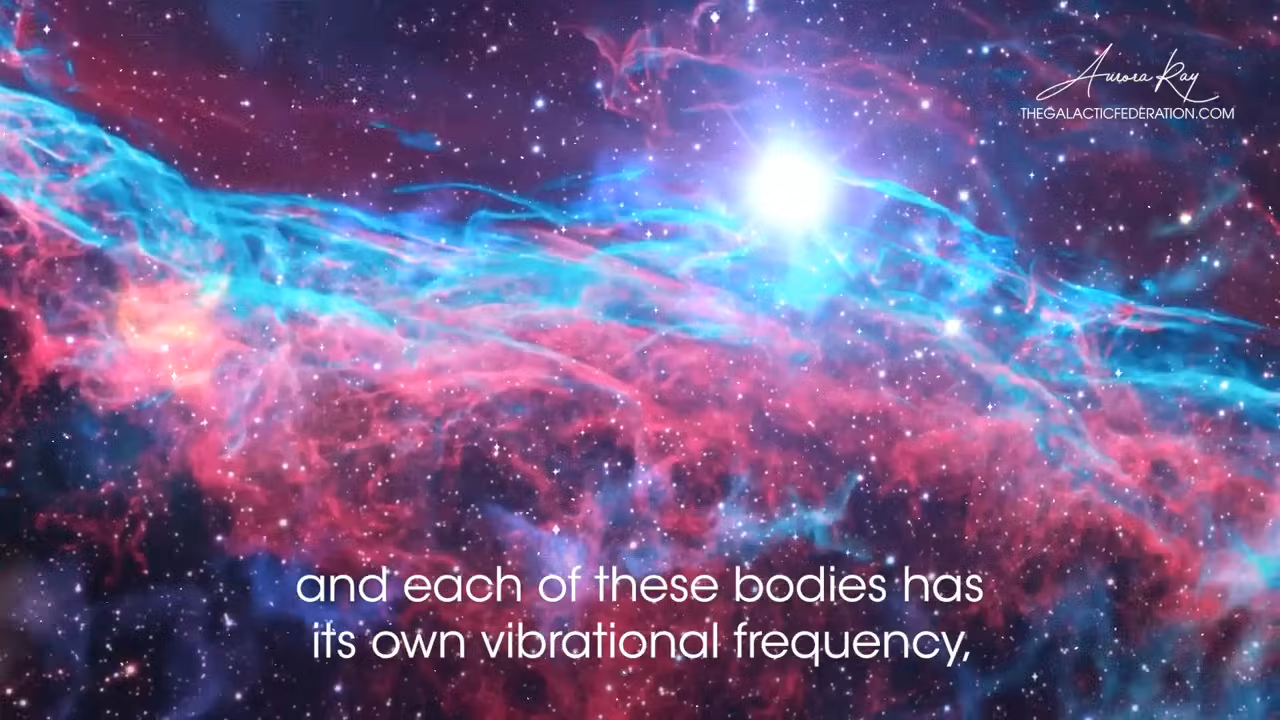 Aurora Ray
THEGALACTICFEDERATION.COM
and each of these bodies has
its own vibrational frequency,